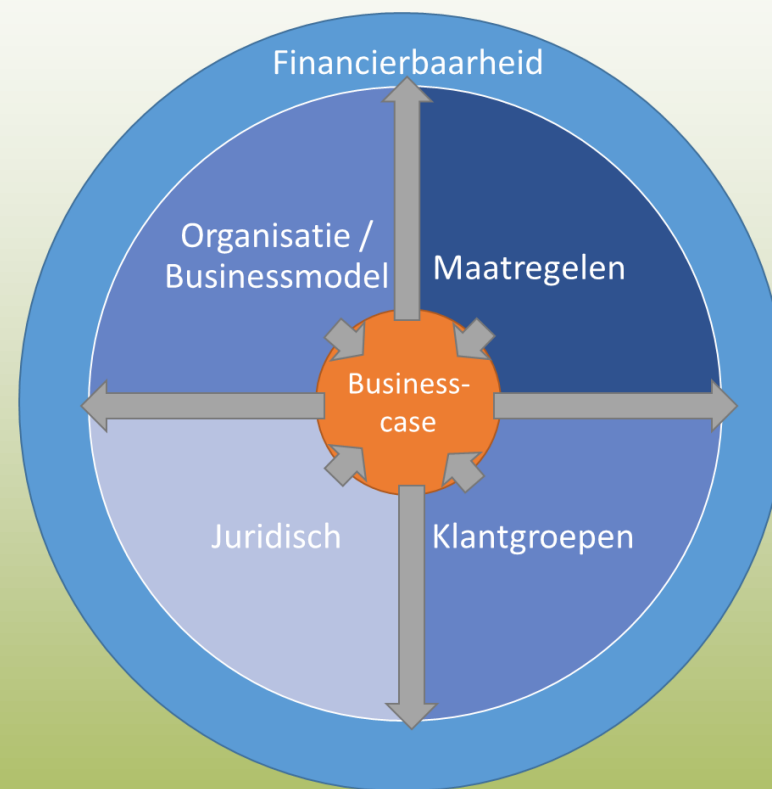 Financierbaarheid
Organisatie /
Businessmodel
Maatregelen
Business-
case
Juridisch
Klantgroepen